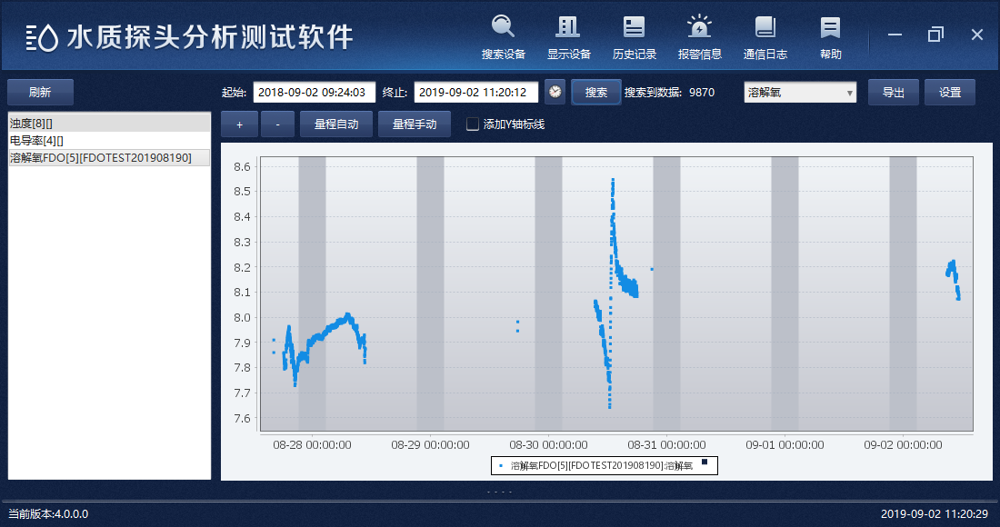 水质探头分析测试软件
搜索设备 显示设备 历史记录 报警信息 通信日志 帮助
刷新 起始: 2018-09-02 09:24:03 终止: 2019-09-02 11:20:12 搜索 搜索到数据: 9870 溶解氧 导出 设置
+ - 量程自动 量程手动 添加Y轴标线
浊度[8][]
电导率[4][]
溶解氧FDO[5][FDOTEST201908190]
8.6
8.5
8.4
8.3
8.2
8.1
8.0
7.9
7.8
7.7
7.6
08-28 00:00:00 08-29 00:00:00 08-30 00:00:00 08-31 00:00:00 09-01 00:00:00 09-02 00:00:00
溶解氧FDO[5][FDOTEST201908190]:溶解氧
当前版本:4.0.0.0 2019-09-02 11:20:29